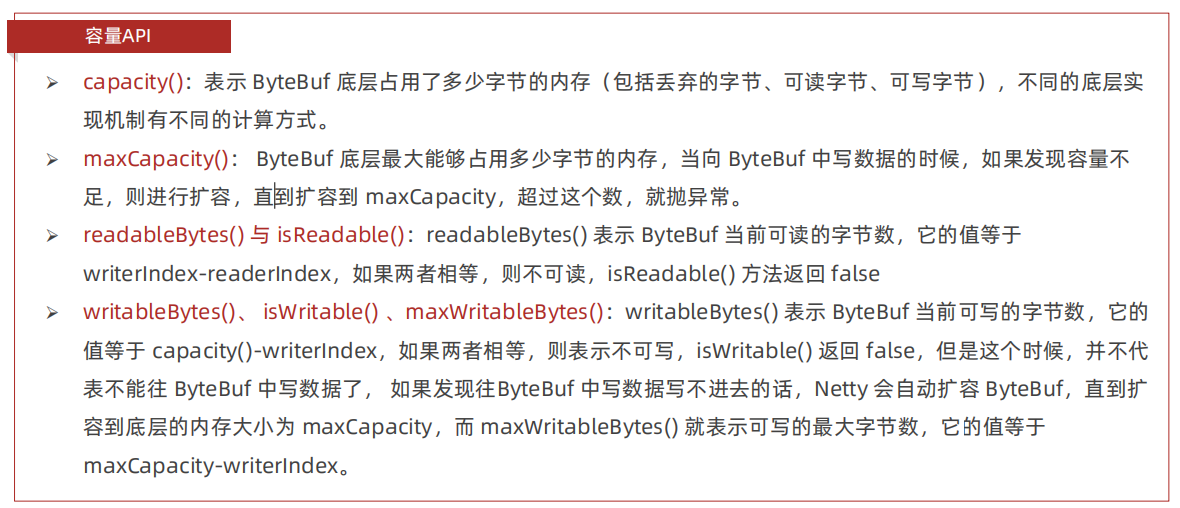 容量API
➢ capacity()：表示 ByteBuf 底层占用了多少字节的内存（包括丢弃的字节、可读字节、可写字节），不同的底层实
现机制有不同的计算方式。
➢ maxCapacity()： ByteBuf 底层最大能够占用多少字节的内存，当向 ByteBuf 中写数据的时候，如果发现容量不
足，则进行扩容，直到扩容到 maxCapacity，超过这个数，就抛异常。
➢ readableBytes() 与 isReadable()：readableBytes() 表示 ByteBuf 当前可读的字节数，它的值等于
writerIndex-readerIndex，如果两者相等，则不可读，isReadable() 方法返回 false
➢ writableBytes()、 isWritable() 、maxWritableBytes()：writableBytes() 表示 ByteBuf 当前可写的字节数，它的
值等于 capacity()-writerIndex，如果两者相等，则表示不可写，isWritable() 返回 false，但是这个时候，并不代
表不能往 ByteBuf 中写数据了， 如果发现往ByteBuf 中写数据写不进去的话，Netty 会自动扩容 ByteBuf，直到扩
容到底层的内存大小为 maxCapacity，而 maxWritableBytes() 就表示可写的最大字节数，它的值等于
maxCapacity-writerIndex。